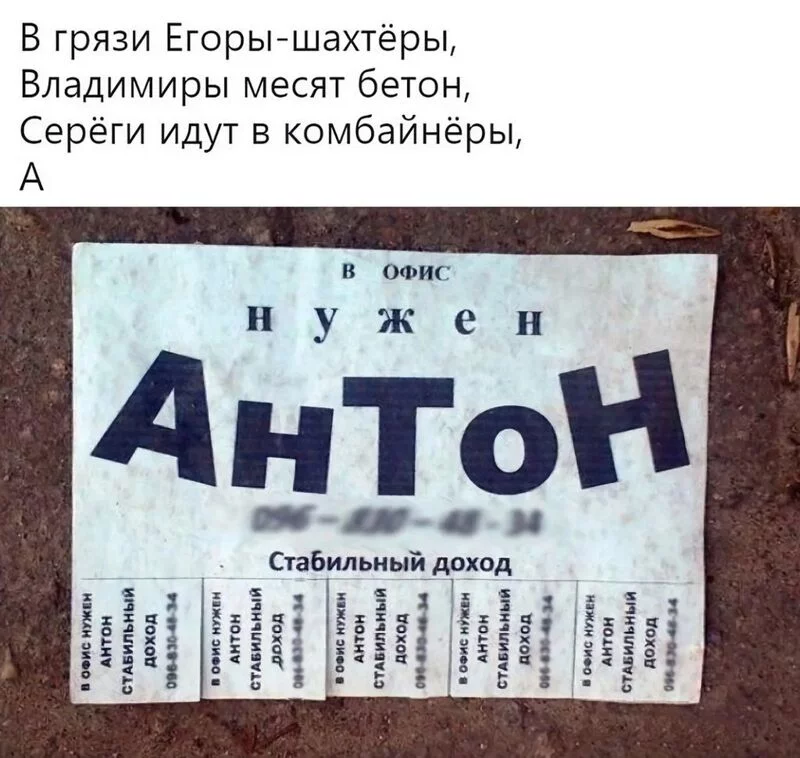 В грязи Егоры-шахтёры,
Владимиры месят бетон,
Серёги идут в комбайнёры,
А
В ОФИС
нужен
АнТоН
Стабильный доход
В ОФИС НУЖЕН
АНТОН
СТАБИЛЬНЫЙ
ДОХОД
В ОФИС НУЖЕН
АНТОН
СТАБИЛЬНЫЙ
ДОХОД
В ОФИС НУЖЕН
АНТОН
СТАБИЛЬНЫЙ
ДОХОД
В ОФИС НУЖЕН
АНТОН
СТАБИЛЬНЫЙ
ДОХОД
В ОФИС НУЖЕН
АНТОН
СТАБИЛЬНЫЙ
ДОХОД